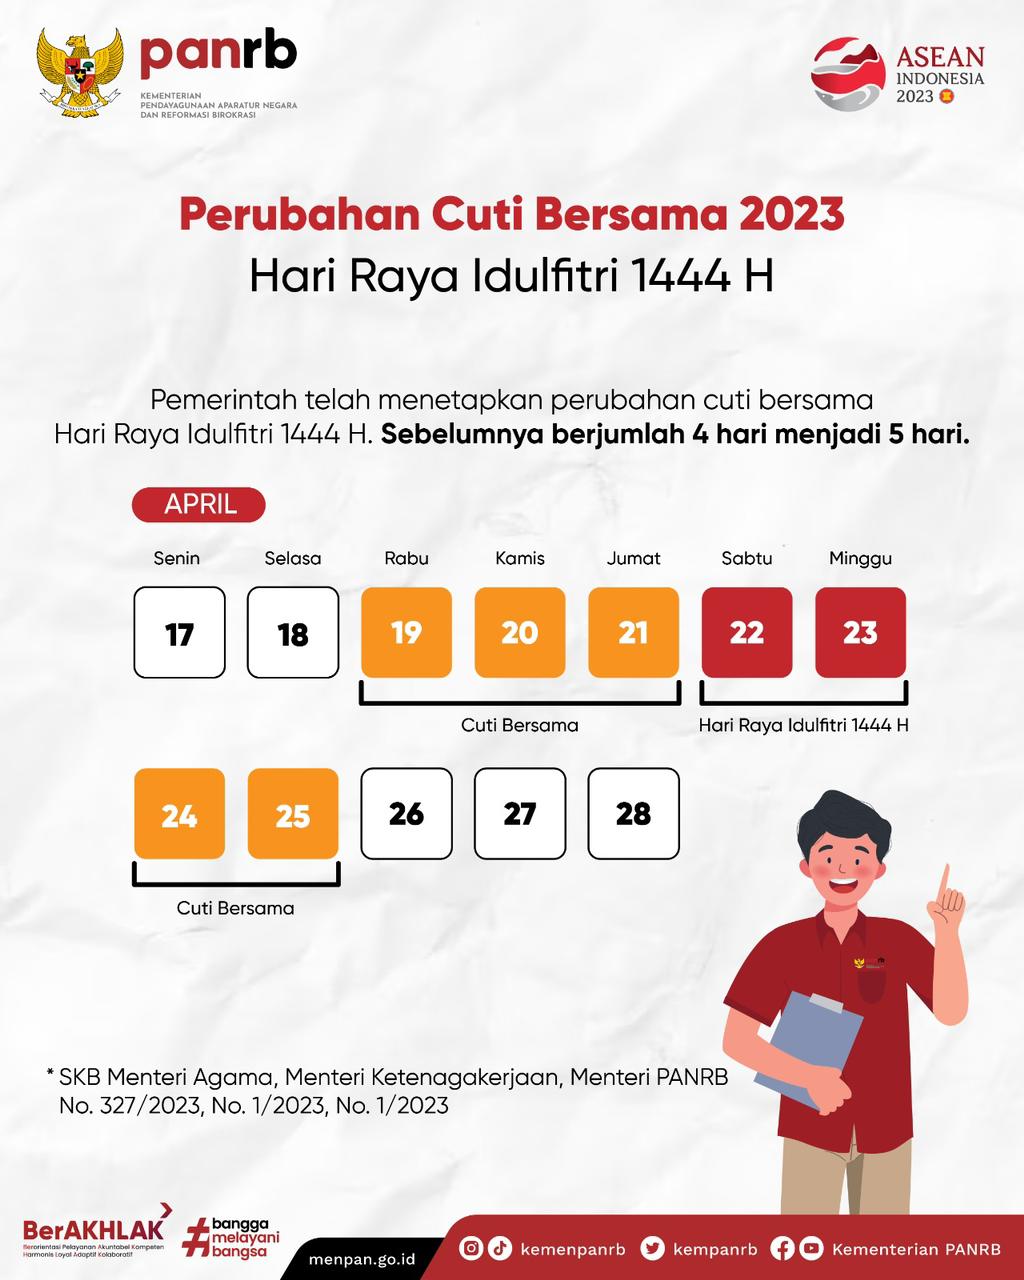 panrb
KEMENTERIAN
PENDAYAGUNAAN APARATUR NEGARA
DAN REFORMASI BIROKRASI
ASEAN
INDONESIA
2023
Perubahan Cuti Bersama 2023
Hari Raya Idulfitri 1444 H
Pemerintah telah menetapkan perubahan cuti bersama
Hari Raya Idulfitri 1444 H. Sebelumnya berjumlah 4 hari menjadi 5 hari.
APRIL
Senin Selasa Rabu Kamis Jumat Sabtu Minggu
17 18 19 20 21 22 23
Cuti Bersama Hari Raya Idulfitri 1444 H
24 25 26 27 28
Cuti Bersama
* SKB Menteri Agama, Menteri Ketenagakerjaan, Menteri PANRB
No. 327/2023, No. 1/2023, No. 1/2023
BerAKHLAK
Berorientasi Pelayanan Akuntabel Kompeten
Harmonis Loyal Adaptif Kolaboratif
#bangga
melayani
bangsa
menpan.go.id
kemenpanrb kempanrb Kementerian PANRB